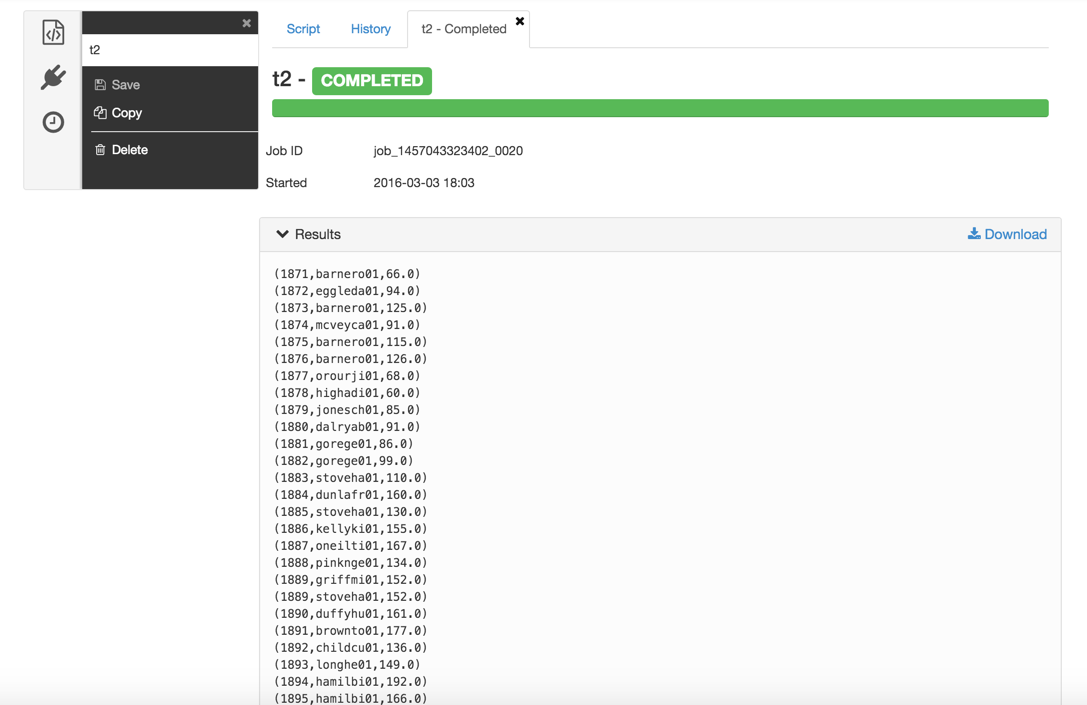 Script
History
t2 - Completed
t2
Save
Copy
Delete
t2 - COMPLETED
Job ID job_1457043323402_0020
Started 2016-03-03 18:03
Results
Download
(1871,barnero01,66.0)
(1872,eggleda01,94.0)
(1873,barnero01,125.0)
(1874,mcveyca01,91.0)
(1875,barnero01,115.0)
(1876,barnero01,126.0)
(1877,orourji01,68.0)
(1878,highadi01,60.0)
(1879,jonesch01,85.0)
(1880,dalryab01,91.0)
(1881,gorege01,86.0)
(1882,gorege01,99.0)
(1883,stoveha01,110.0)
(1884,dunlafr01,160.0)
(1885,stoveha01,130.0)
(1886,kellyki01,155.0)
(1887,oneilti01,167.0)
(1888,pinknge01,134.0)
(1889,griffmi01,152.0)
(1889,stoveha01,152.0)
(1890,duffyhu01,161.0)
(1891,brownto01,177.0)
(1892,childcu01,136.0)
(1893,longhe01,149.0)
(1894,hamilbi01,192.0)
(1895,hamilbi01,166.0)